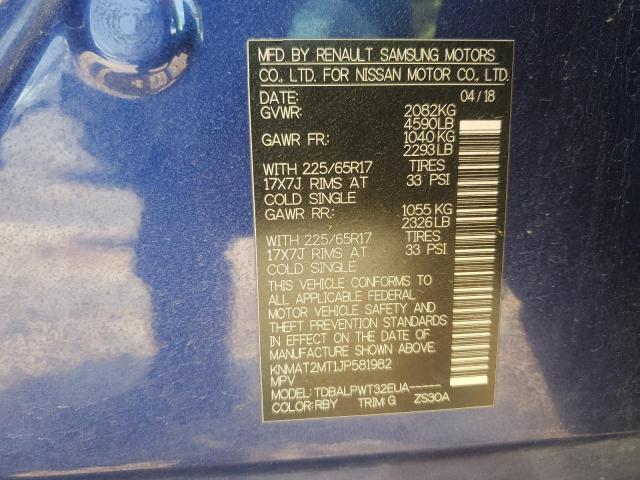 MFD BY RENAULT SAMSUNG MOTORS
CO., LTD. FOR NISSAN MOTOR CO., LTD.
DATE: 04/18
GVWR: 2082KG
4590LB
GAWR FR: 1040KG
2293LB
WITH 225/65R17 TIRES
17X7J RIMS AT 33 PSI
COLD SINGLE
GAWR RR: 1055 KG
2326LB
WITH 225/65R17 TIRES
17X7J RIMS AT 33 PSI
COLD SINGLE
THIS VEHICLE CONFORMS TO
ALL APPLICABLE FEDERAL
MOTOR VEHICLE SAFETY AND
THEFT PREVENTION STANDARDS
IN EFFECT ON THE DATE OF
MANUFACTURE SHOWN ABOVE.
KNMAT2MT1JP581982
MPV
MODEL: TDBALPWT32EUA-----
COLOR: RBY TRIM: G ZS30A